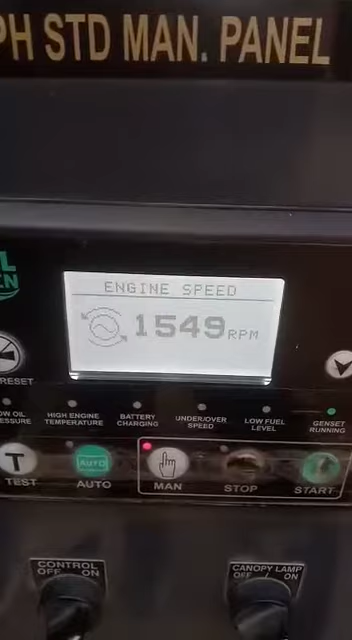 PH STD MAN. PANEL
ENGINE SPEED
1549 RPM
RESET
HIGH ENGINE TEMPERATURE
BATTERY CHARGING
UNDER/OVER SPEED
LOW FUEL LEVEL
GENSET RUNNING
T
AUTO
TEST
AUTO
MAN
STOP
START
CONTROL
OFF ON
CANOPY LAMP
OFF ON